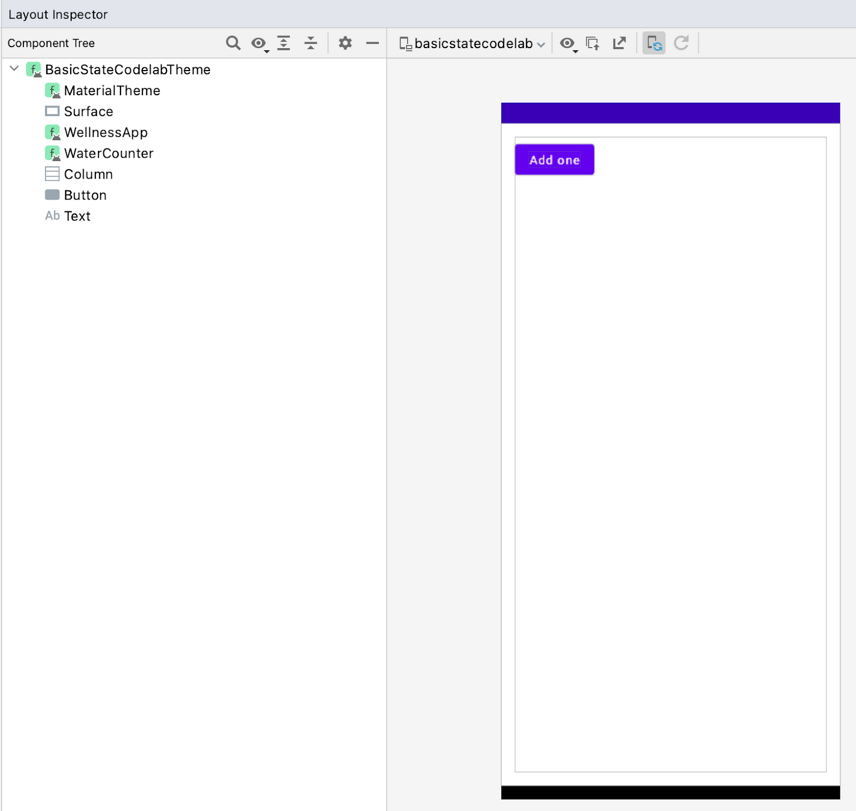 Layout Inspector
Component Tree
basicstatecodelab
BasicStateCodelabTheme
MaterialTheme
Surface
WellnessApp
WaterCounter
Column
Button
Ab Text
Add one